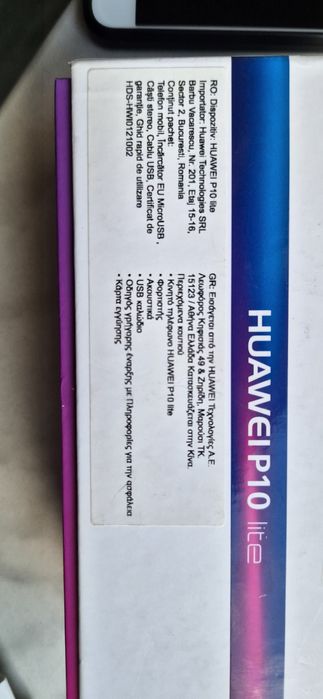 HUAWEI P10 lite
RO: Dispozitiv: HUAWEI P10 lite
Importator: Huawei Technologies SRL
Barbu Vacarescu, Nr. 201, Etaj 15-16,
Sector 2, Bucuresti, Romania
Conţinut pachet:
Telefon mobil, Încărcător EU MicroUSB ,
Căşti stereo, Cablu USB, Certificat de
garanţie, Ghid rapid de utilizare
HDS-HWI0121002
GR: Εισάγεται από την HUAWEI Τεχνολογίες Α.Ε.
Λεωφόρος Κηφισιάς 49 & Ζηρίδη, Μαρούσι ΤΚ.
15123 / Αθήνα Ελλάδα Κατασκευάζεται στην Κίνα.
Περιεχόμενα κουτιού
• Κινητό τηλέφωνο HUAWEI P10 lite
• Φορτιστής
• Ακουστικά
• USB καλώδιο
• Οδηγός γρήγορης έναρξης με Πληροφορίες για την ασφάλεια
• Κάρτα εγγύησης